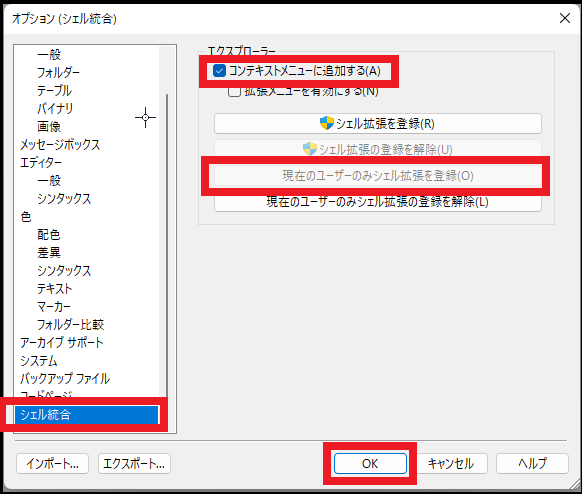 オプション (シェル統合)
一般
フォルダー
テーブル
バイナリ
画像
メッセージボックス
エディター
一般
シンタックス
色
配色
差異
シンタックス
テキスト
マーカー
フォルダー比較
アーカイブ サポート
システム
バックアップ ファイル
コードページ
シェル統合
エクスプローラー
コンテキストメニューに追加する(A)
拡張メニューを有効にする(N)
シェル拡張を登録(R)
シェル拡張の登録を解除(U)
現在のユーザーのみシェル拡張を登録(O)
現在のユーザーのみシェル拡張の登録を解除(L)
インポート...
エクスポート...
OK
キャンセル
ヘルプ